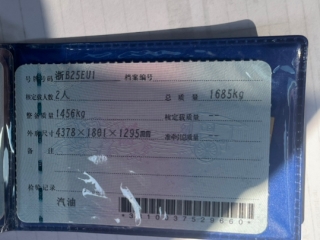 号牌号码 浙B25EU1 档案编号
核定载人数 2人 总质量 1685kg
整备质量 1456kg 核定载质量 --
外廓尺寸 4378×1801×1295mm 准牵引总质量 --
备注
检验记录
汽油